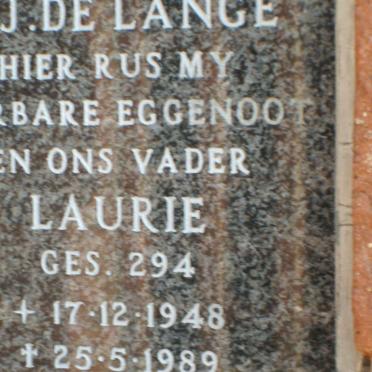 J. DE LANGE
HIER RUS MY
RBARE EGGENOOT
EN ONS VADER
LAURIE
GES. 294
+ 17·12·1948
✝ 25·5·1989